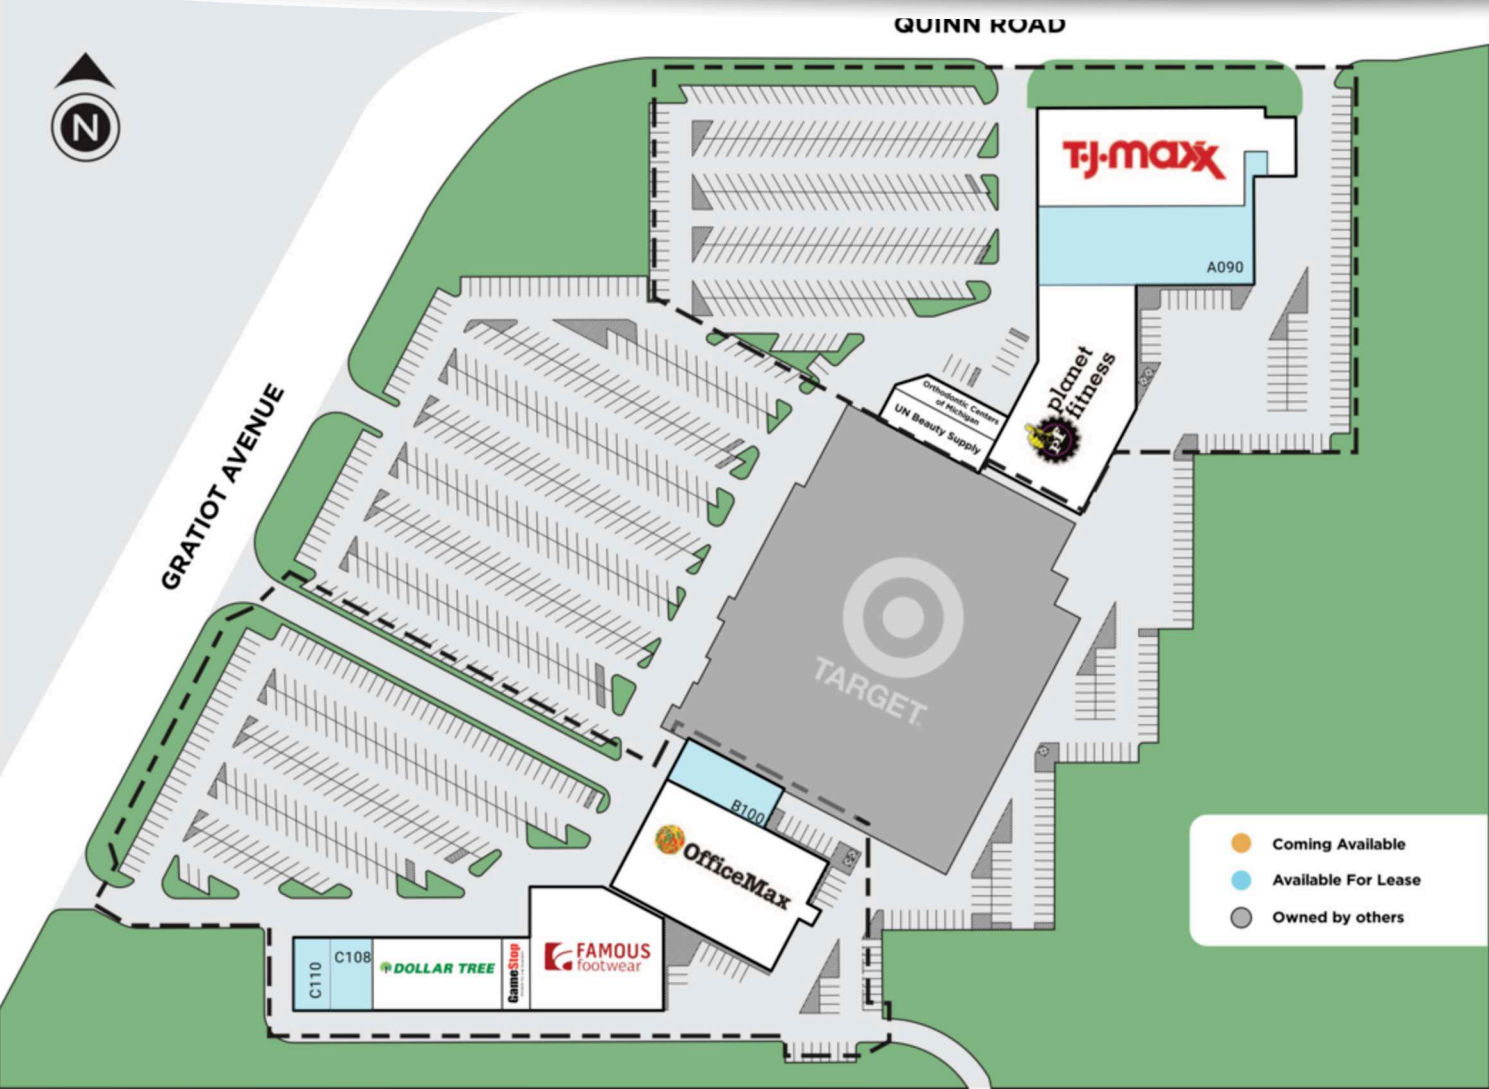 QUINN ROAD
N
T·J·maxx
A090
planet
fitness
PF
Orthodontic Centers
of Michigan
UN Beauty Supply
GRATIOT AVENUE
TARGET
B100
OfficeMax
Coming Available
Available For Lease
Owned by others
C110
C108
DOLLAR TREE
GameStop
FAMOUS
footwear